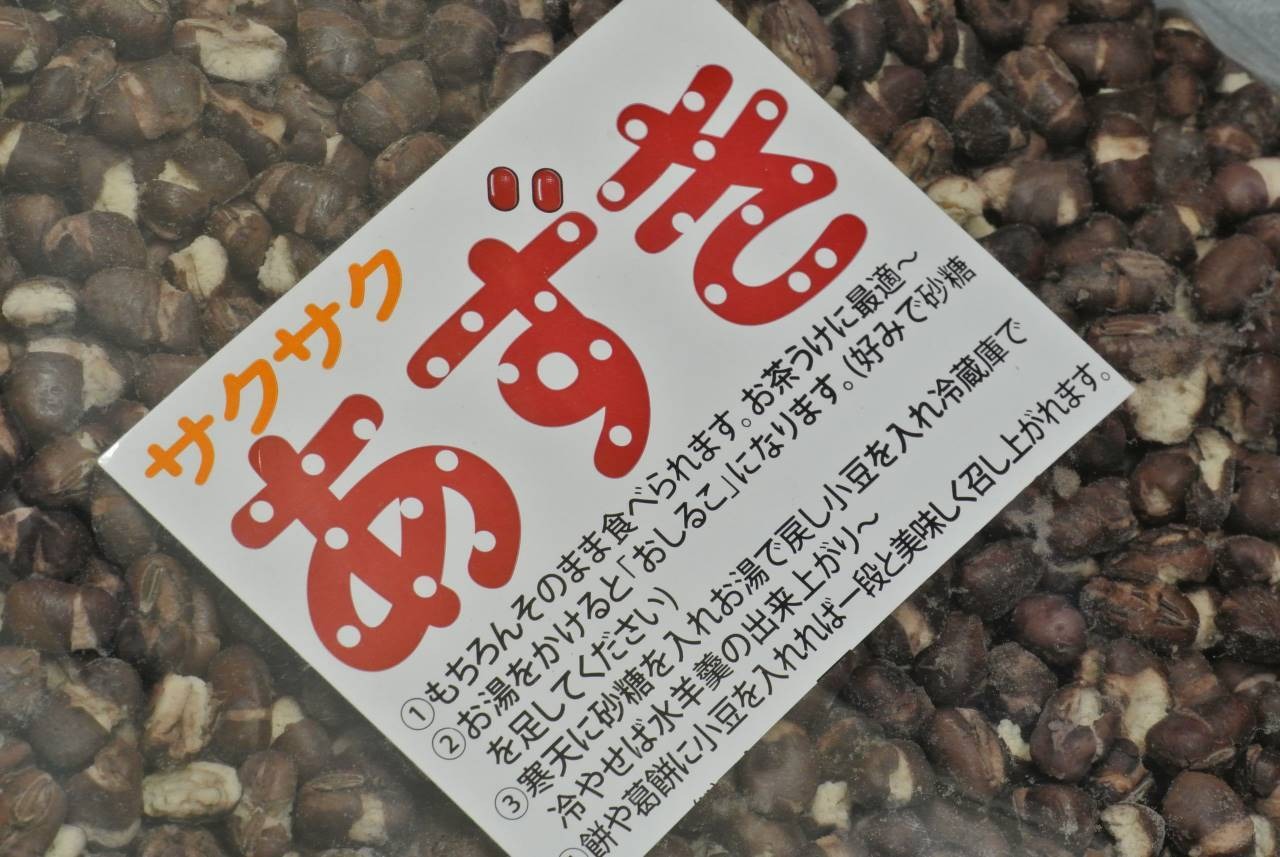 サクサク
あずき
①もちろんそのまま食べられます。お茶うけに最適～
②お湯をかけると「おしるこ」になります。(好みで砂糖
を足してください)
③寒天に砂糖を入れお湯で戻し小豆を入れ冷蔵庫で
冷やせば水羊羹の出来上がり～
餅や葛餅に小豆を入れれば一段と美味しく召し上がれます。